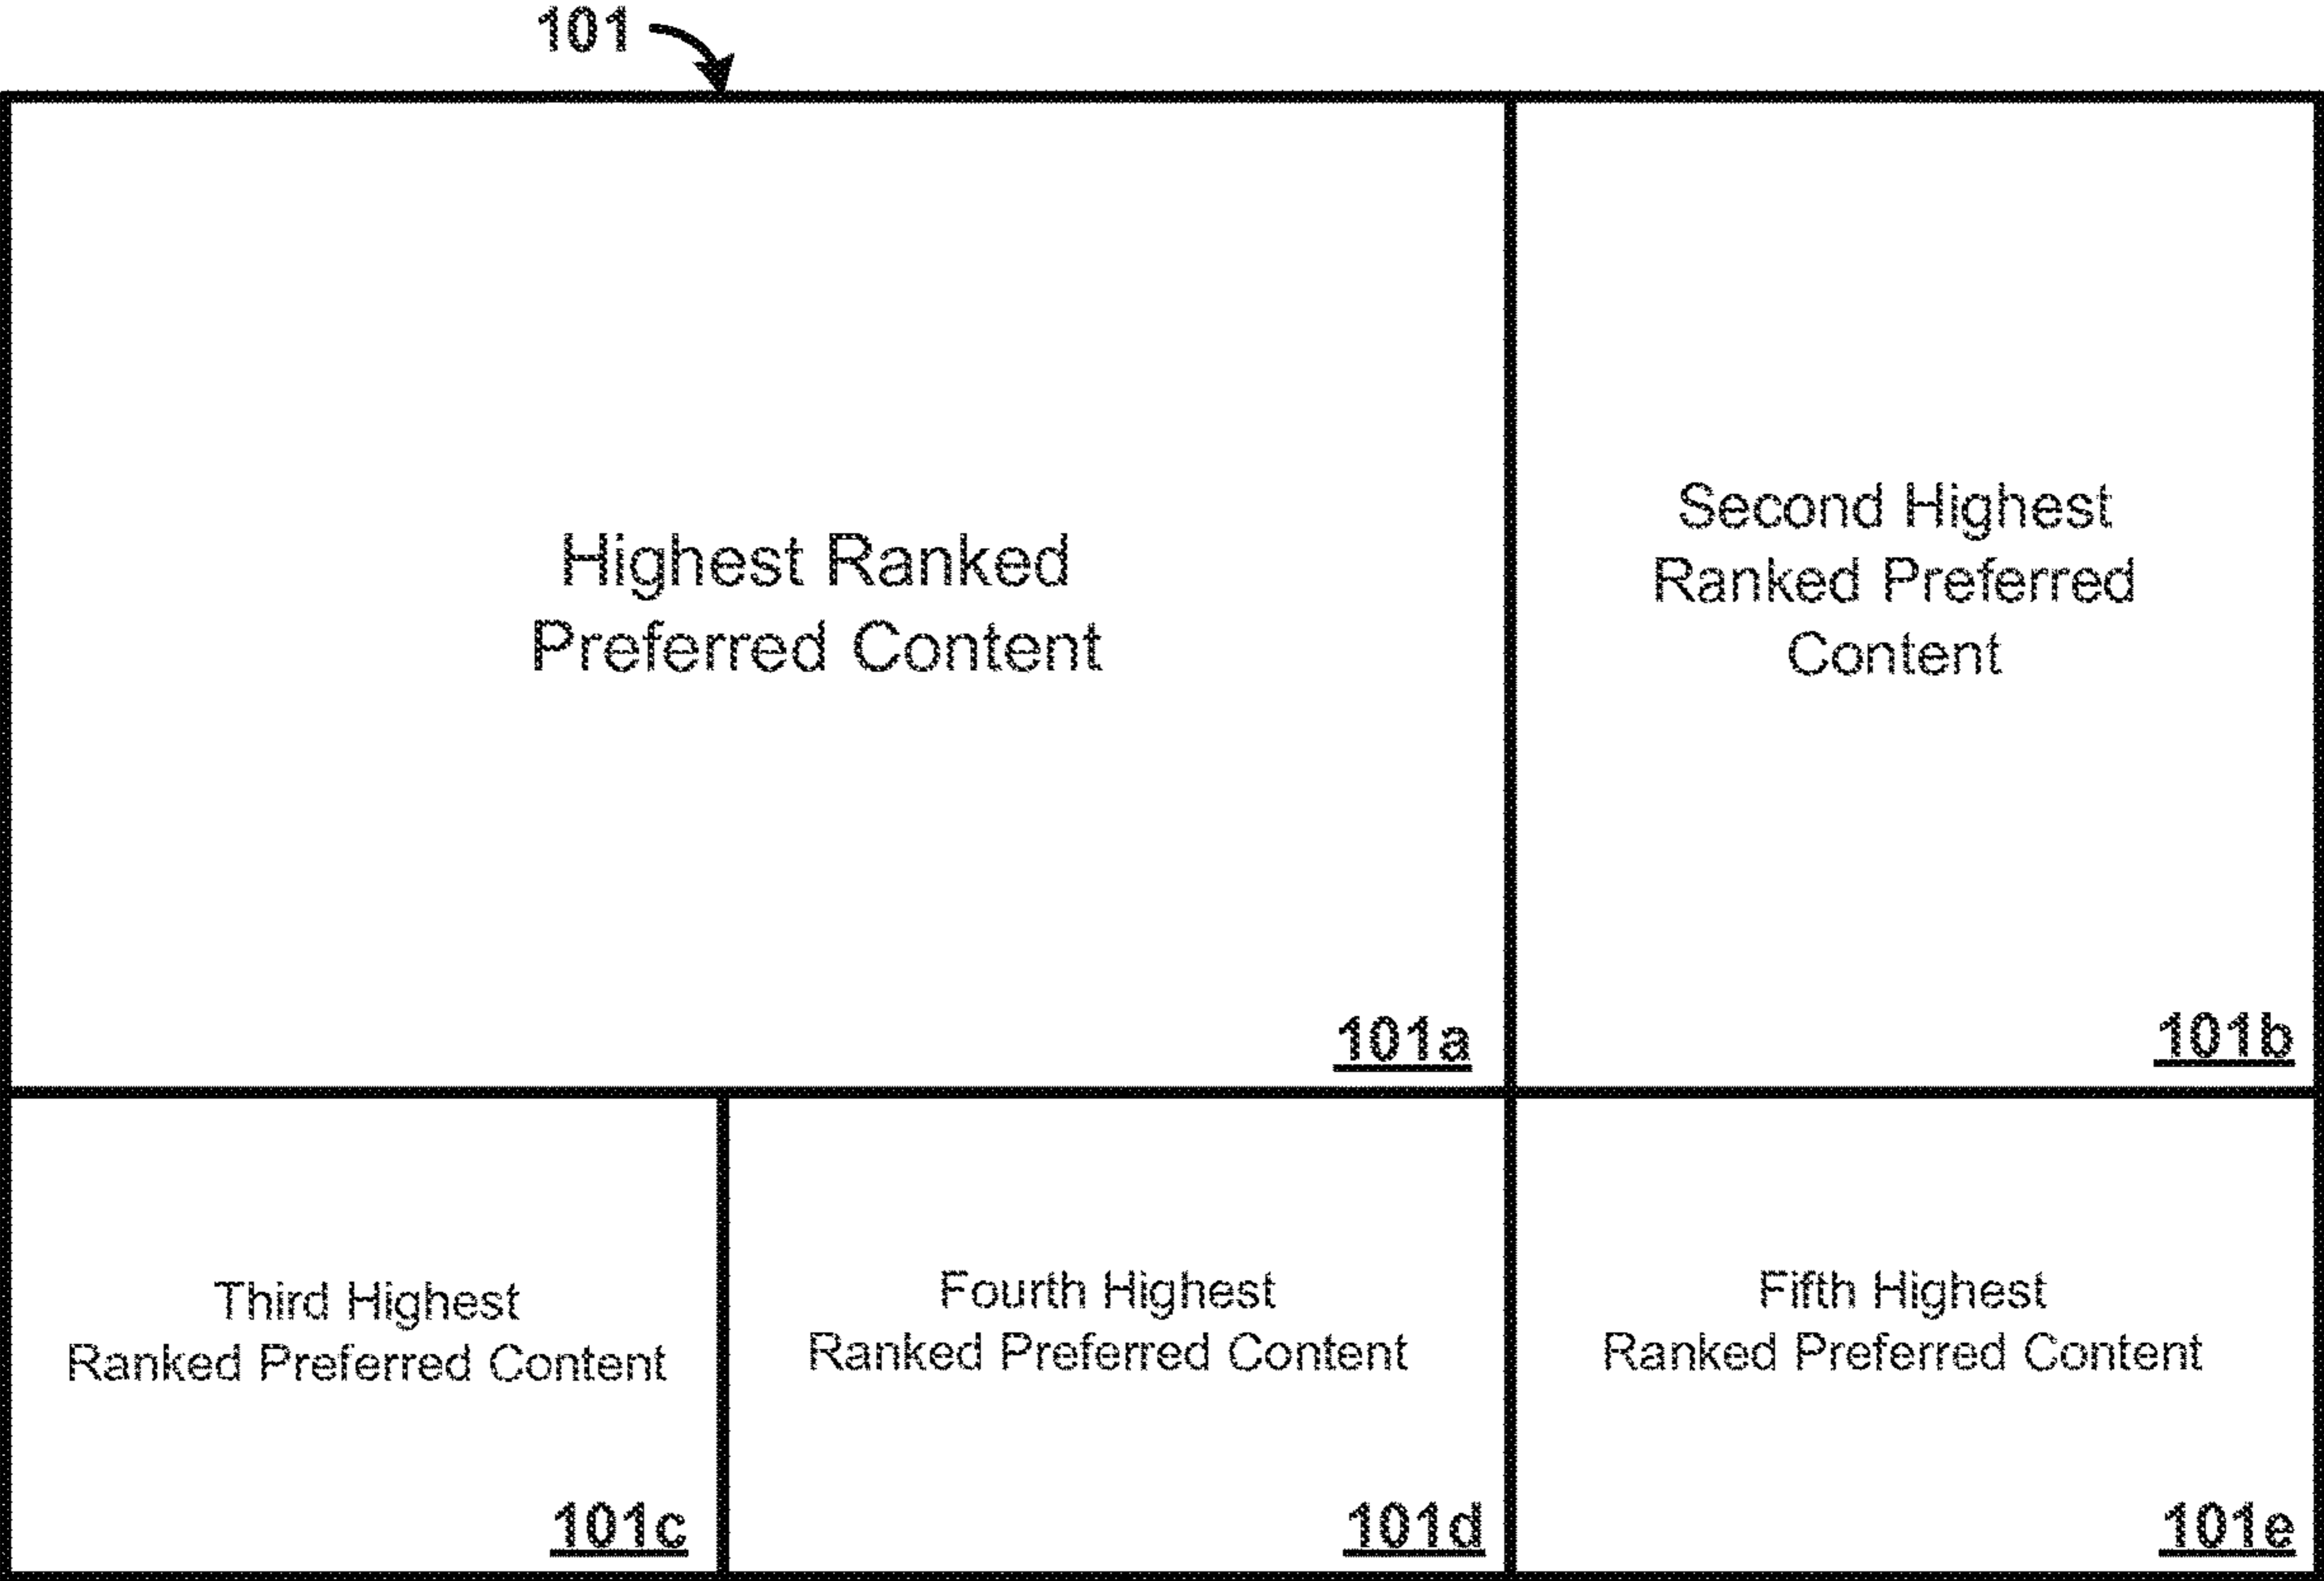 101
Highest Ranked
Preferred Content
101a
Second Highest
Ranked Preferred
Content
101b
Third Highest
Ranked Preferred Content
101c
Fourth Highest
Ranked Preferred Content
101d
Fifth Highest
Ranked Preferred Content
101e